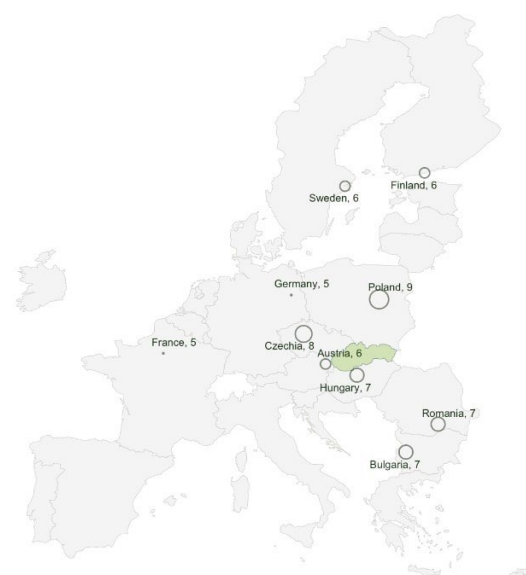 Finland, 6
Sweden, 6
Germany, 5
Poland, 9
France, 5
Czechia, 8
Austria, 6
Hungary, 7
Romania, 7
Bulgaria, 7